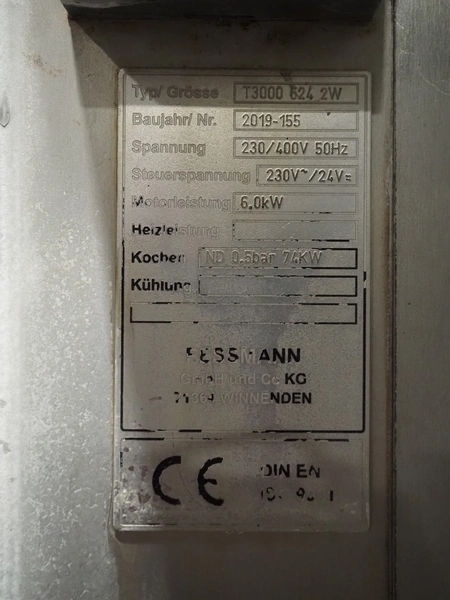 Typ/ Grösse T3000 624 2W
Baujahr/ Nr. 2019-155
Spannung 230/400V 50Hz
Steuerspannung 230V~/24V=
Motorleistung 6.0kW
Heizleistung
Kochen ND 0.5bar 74KW
Kühlung
FESSMANN
GmbH und Co KG
WINNENDEN
CE DIN EN